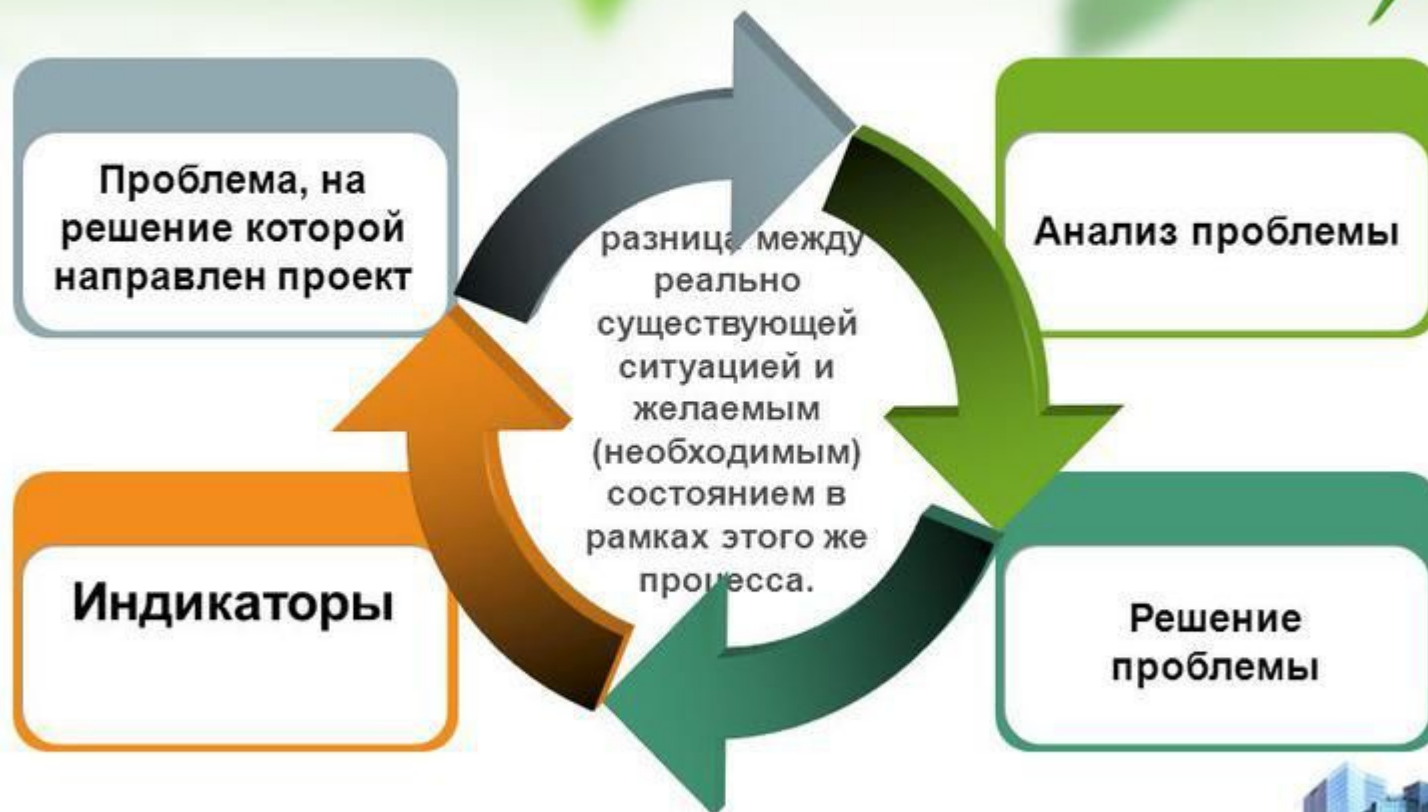 Проблема, на
решение которой
направлен проект
Анализ проблемы
разница между
реально
существующей
ситуацией и
желаемым
(необходимым)
состоянием в
рамках этого же
процесса.
Индикаторы
Решение
проблемы